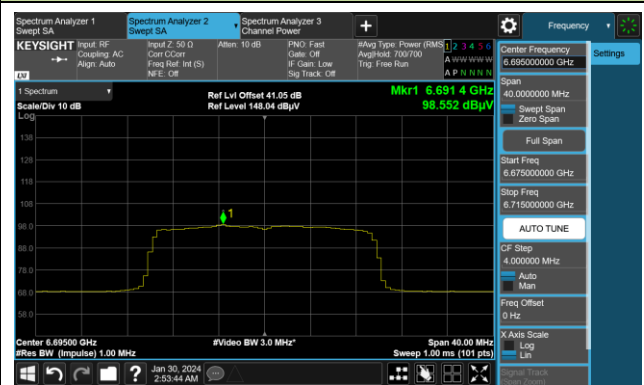 Spectrum Analyzer 1
Swept SA
Spectrum Analyzer 2
Swept SA
Spectrum Analyzer 3
Channel Power
Frequency
KEYSIGHT
Input: RF
Coupling: AC
Align: Auto
Input Z: 50 Ω
Corr CCorr
Freq Ref: Int (S)
NFE: Off
Atten: 10 dB
PNO: Fast
Gate: Off
IF Gain: Low
Sig Track: Off
#Avg Type: Power (RMS
Avg|Hold: 700/700
Trig: Free Run
1 2 3 4 5 6
A W W W W W
A P N N N N
LXI
1 Spectrum
Scale/Div 10 dB
Log
Ref Lvl Offset 41.05 dB
Ref Level 148.04 dBµV
Mkr1 6.691 4 GHz
98.552 dBµV
138
128
118
108
98.0
88.0
78.0
68.0
58.0
1
Center 6.69500 GHz
#Res BW (Impulse) 1.00 MHz
#Video BW 3.0 MHz*
Span 40.00 MHz
Sweep 1.00 ms (101 pts)
Jan 30, 2024
2:53:44 AM
Center Frequency
6.695000000 GHz
Settings
Span
40.0000000 MHz
Swept Span
Zero Span
Full Span
Start Freq
6.675000000 GHz
Stop Freq
6.715000000 GHz
AUTO TUNE
CF Step
4.000000 MHz
Auto
Man
Freq Offset
0 Hz
X Axis Scale
Log
Lin
Signal Track
(Span Zoom)